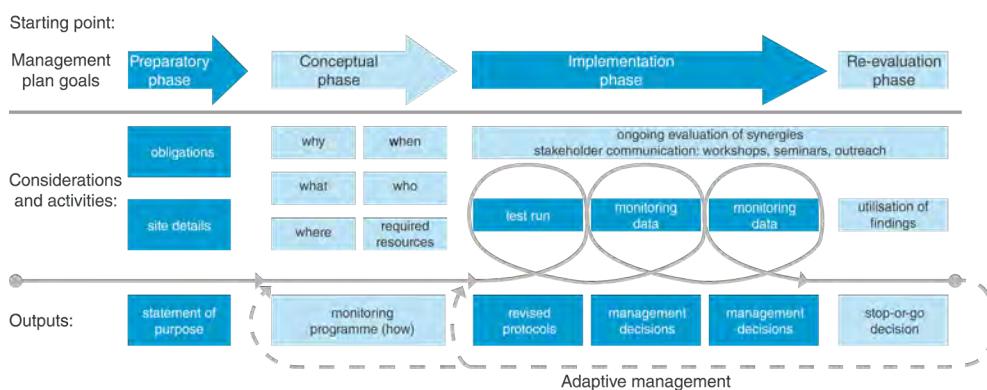 Starting point:
Management
plan goals
Preparatory
phase
Conceptual
phase
Implementation
phase
Re-evaluation
phase
Considerations
and activities:
obligations
site details
why
when
what
who
where
required
resources
ongoing evaluation of synergies
stakeholder communication: workshops, seminars, outreach
test run
monitoring
data
monitoring
data
utilisation of
findings
Outputs:
statement of
purpose
monitoring
programme (how)
revised
protocols
management
decisions
management
decisions
stop-or-go
decision
Adaptive management